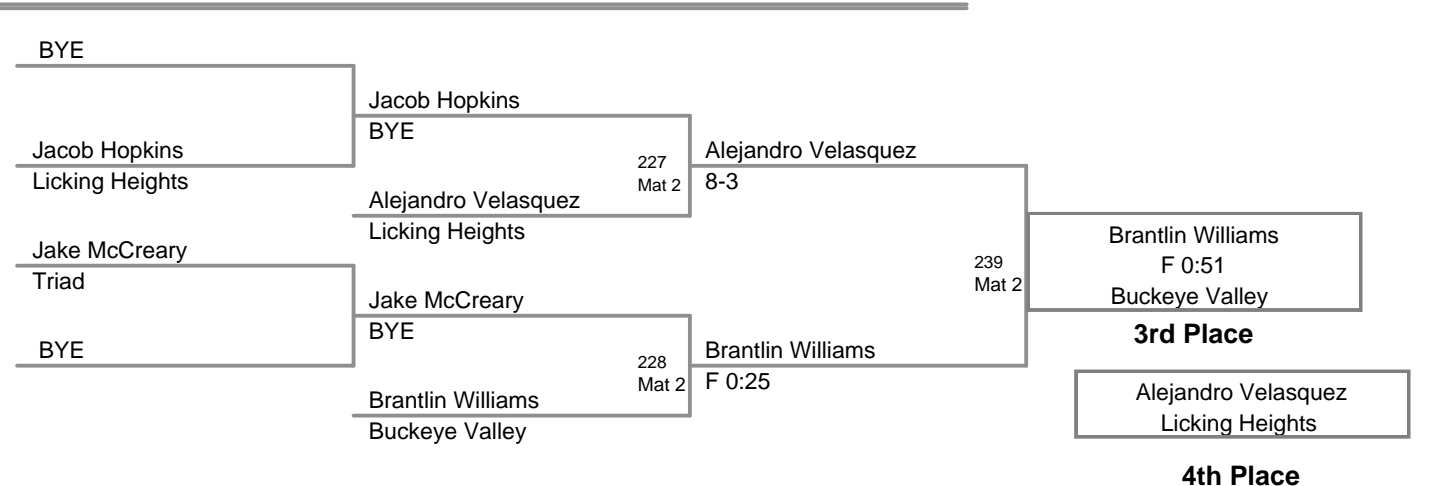 BYE
Jacob Hopkins
BYE
Jacob Hopkins
Licking Heights
227
Mat 2
Alejandro Velasquez
8-3
Alejandro Velasquez
Licking Heights
Jake McCreary
Triad
Jake McCreary
BYE
BYE
228
Mat 2
Brantlin Williams
F 0:25
Brantlin Williams
Buckeye Valley
239
Mat 2
Brantlin Williams
F 0:51
Buckeye Valley
3rd Place
Alejandro Velasquez
Licking Heights
4th Place